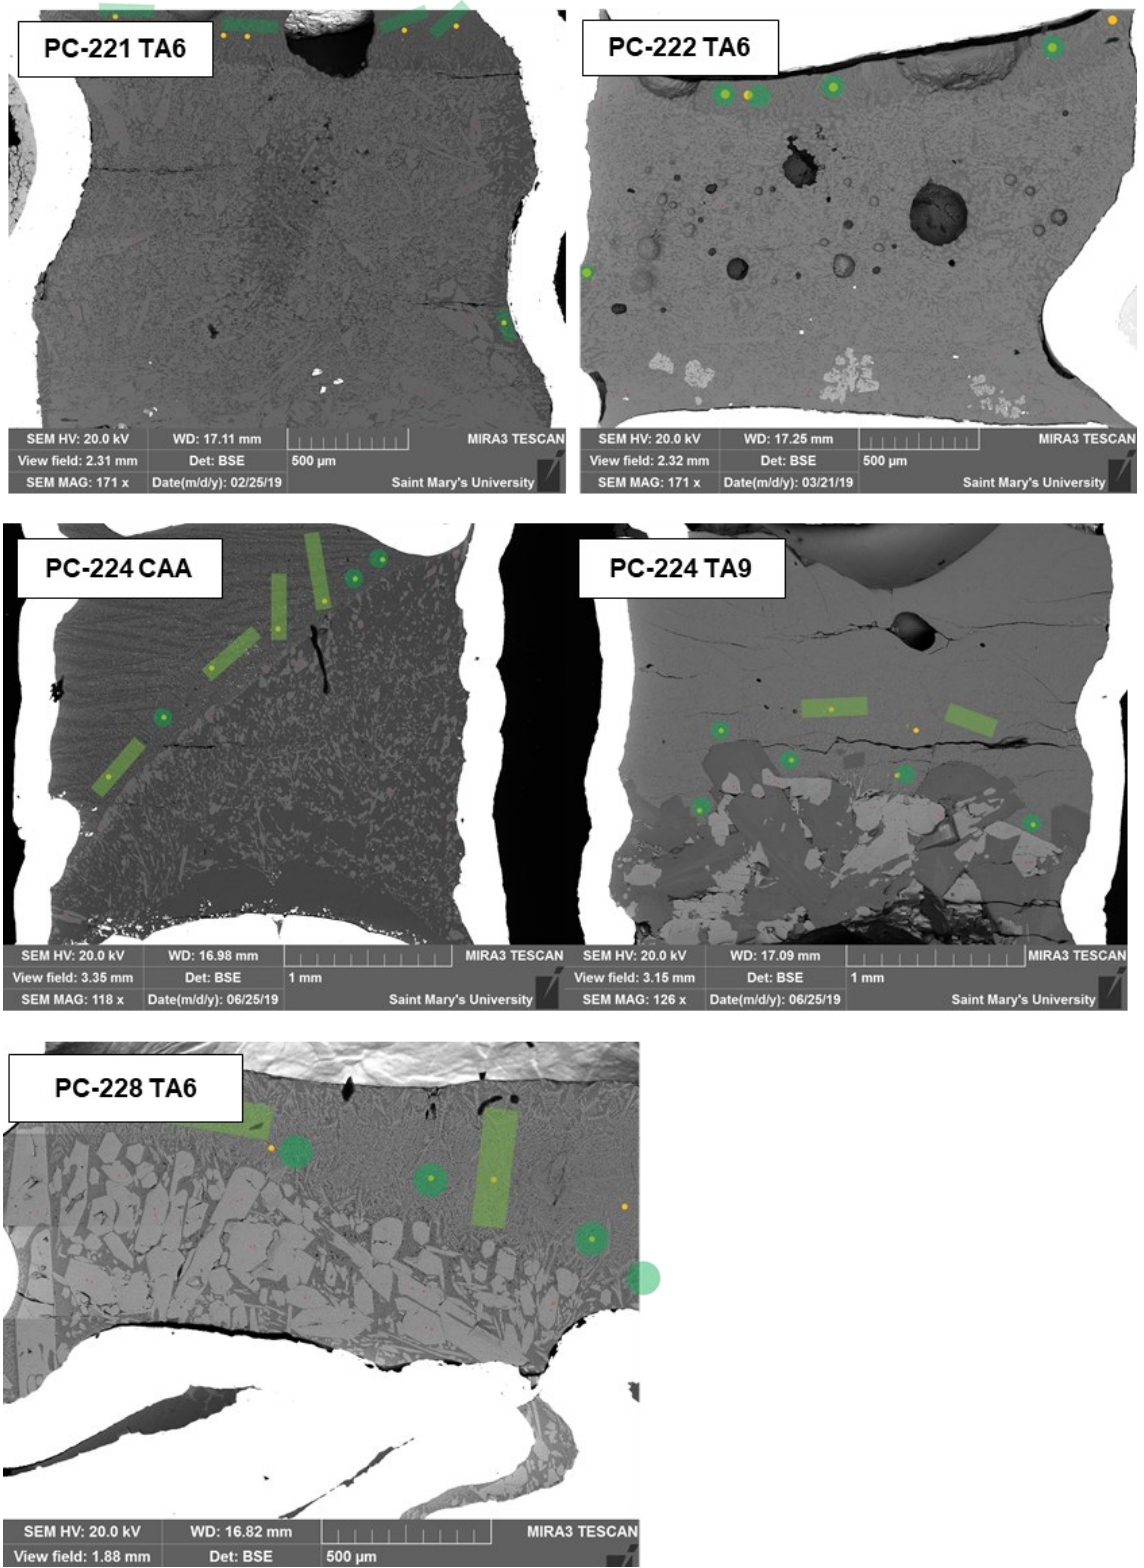 PC-221 TA6
SEM HV: 20.0 kV WD: 17.11 mm MIRA3 TESCAN
View field: 2.31 mm Det: BSE 500 µm
SEM MAG: 171 x Date(m/d/y): 02/25/19 Saint Mary's University
PC-222 TA6
SEM HV: 20.0 kV WD: 17.25 mm MIRA3 TESCAN
View field: 2.32 mm Det: BSE 500 µm
SEM MAG: 171 x Date(m/d/y): 03/21/19 Saint Mary's University
PC-224 CAA
SEM HV: 20.0 kV WD: 16.98 mm MIRA3 TESCAN
View field: 3.35 mm Det: BSE 1 mm
SEM MAG: 118 x Date(m/d/y): 06/25/19 Saint Mary's University
PC-224 TA9
SEM HV: 20.0 kV WD: 17.09 mm MIRA3 TESCAN
View field: 3.15 mm Det: BSE 1 mm
SEM MAG: 126 x Date(m/d/y): 06/25/19 Saint Mary's University
PC-228 TA6
SEM HV: 20.0 kV WD: 16.82 mm MIRA3 TESCAN
View field: 1.88 mm Det: BSE 500 µm